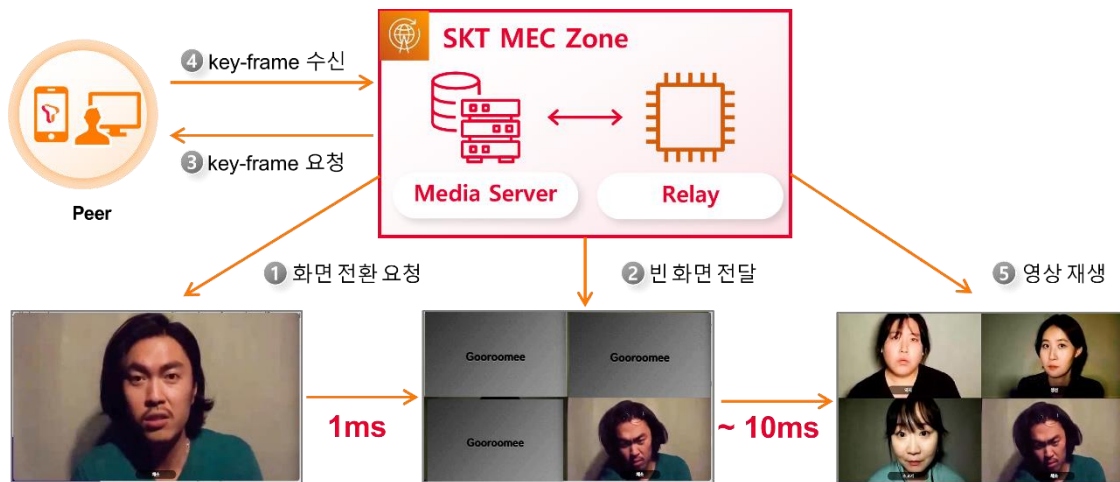 SKT MEC Zone
4 key-frame 수신
3 key-frame 요청
Peer
Media Server
Relay
1 화면 전환 요청
2 빈 화면 전달
5 영상 재생
Gooroomee
Gooroomee
Gooroomee
1ms
~ 10ms